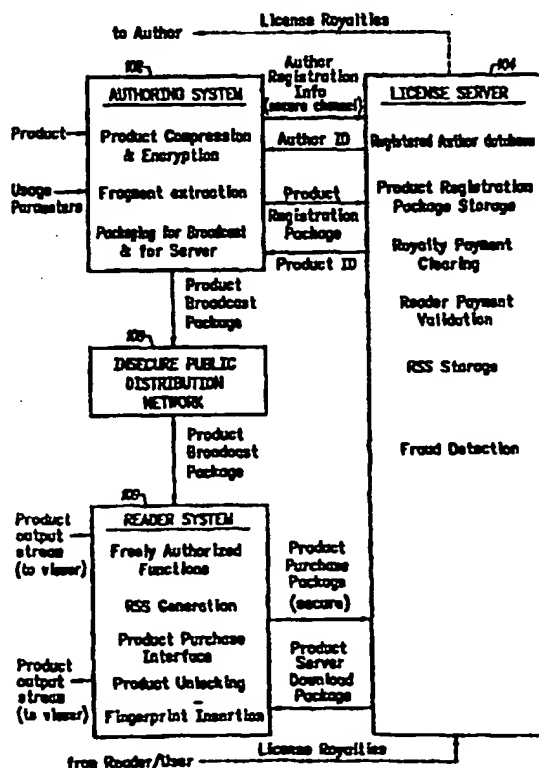 License Royalties
to Author
102
AUTHORING SYSTEM
Product Compression
& Encryption
Fragment extraction
Packaging for Broadcast
& for Server
Product
Usage
Parameters
Author
Registration
Info
(secure channel)
Author ID
Product
Registration
Package
Product ID
104
LICENSE SERVER
Registered Author database
Product Registration
Package Storage
Royalty Payment
Clearing
Reader Payment
Validation
RSS Storage
Fraud Detection
Product
Broadcast
Package
INSECURE PUBLIC
DISTRIBUTION
NETWORK
Product
Broadcast
Package
READER SYSTEM
Freely Authorized
Functions
RSS Generation
Product Purchase
Interface
Product Unlocking
Fingerprint Insertion
Product
output
stream
(to viewer)
Product
output
stream
(to viewer)
Product
Purchase
Package
(secure)
Product
Server
Download
Package
License Royalties
from Reader/User